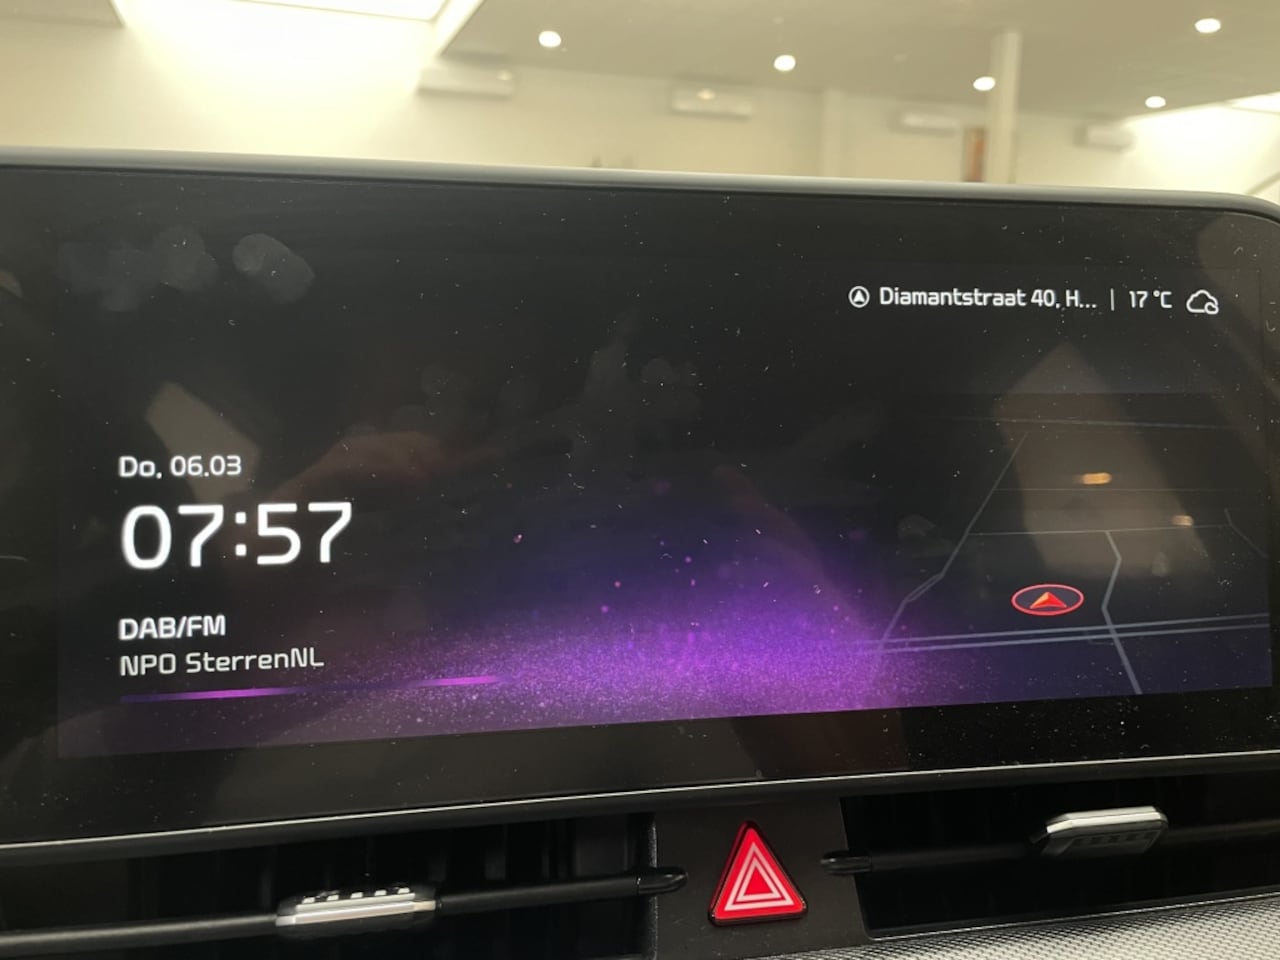 Diamantstraat 40, H... | 17 °C
Do, 06.03
07:57
DAB/FM
NPO SterrenNL